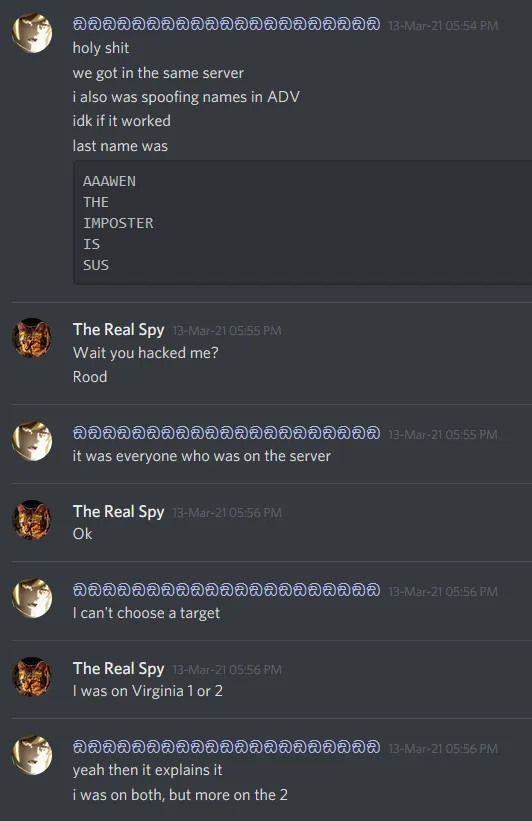 ඞඞඞඞඞඞඞඞඞඞඞඞඞඞඞඞඞඞඞඞඞ 13-Mar-21 05:54 PM
holy shit
we got in the same server
i also was spoofing names in ADV
idk if it worked
last name was
AAAWEN
THE
IMPOSTER
IS
SUS
The Real Spy 13-Mar-21 05:55 PM
Wait you hacked me?
Rood
ඞඞඞඞඞඞඞඞඞඞඞඞඞඞඞඞඞඞඞඞඞ 13-Mar-21 05:55 PM
it was everyone who was on the server
The Real Spy 13-Mar-21 05:56 PM
Ok
ඞඞඞඞඞඞඞඞඞඞඞඞඞඞඞඞඞඞඞඞඞ 13-Mar-21 05:56 PM
I can't choose a target
The Real Spy 13-Mar-21 05:56 PM
I was on Virginia 1 or 2
ඞඞඞඞඞඞඞඞඞඞඞඞඞඞඞඞඞඞඞඞඞ 13-Mar-21 05:56 PM
yeah then it explains it
i was on both, but more on the 2